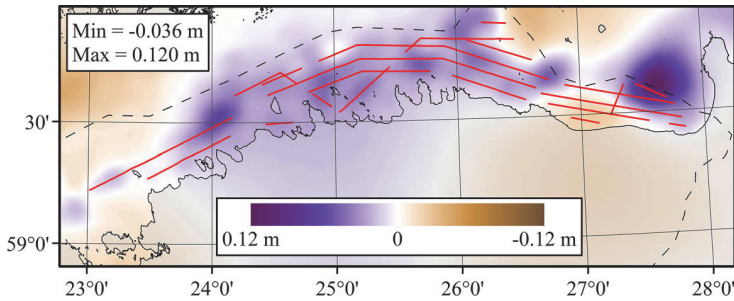 Min = -0.036 m
Max = 0.120 m
30'
0.12 m 0 -0.12 m
59°0'
23°0' 24°0' 25°0' 26°0' 27°0' 28°0'